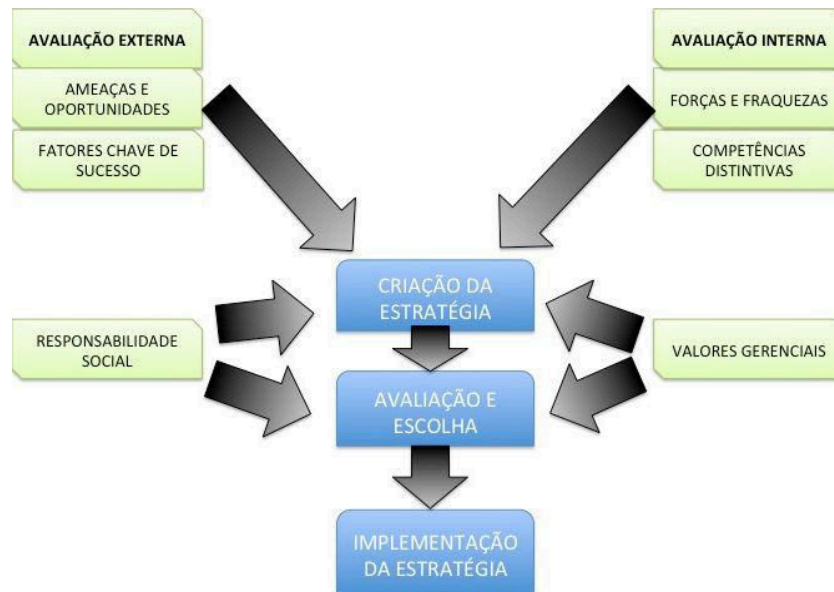 AVALIAÇÃO EXTERNA
AMEAÇAS E
OPORTUNIDADES
FATORES CHAVE DE
SUCESSO
AVALIAÇÃO INTERNA
FORÇAS E FRAQUEZAS
COMPETÊNCIAS
DISTINTIVAS
CRIAÇÃO DA
ESTRATÉGIA
RESPONSABILIDADE
SOCIAL
VALORES GERENCIAIS
AVALIAÇÃO E
ESCOLHA
IMPLEMENTAÇÃO
DA ESTRATÉGIA